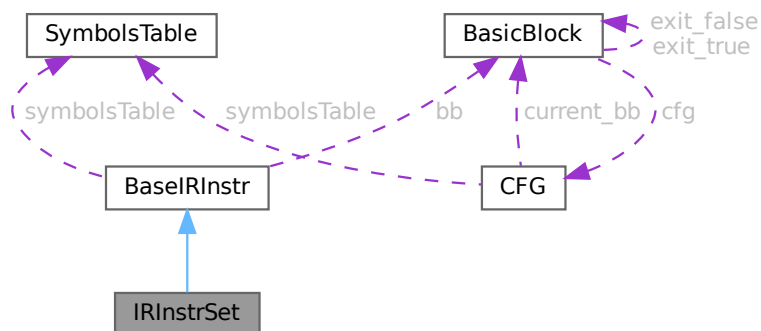 SymbolsTable
BasicBlock
exit_false
exit_true
symbolsTable
symbolsTable
bb
current_bb
cfg
BaseIRInstr
CFG
IRInstrSet